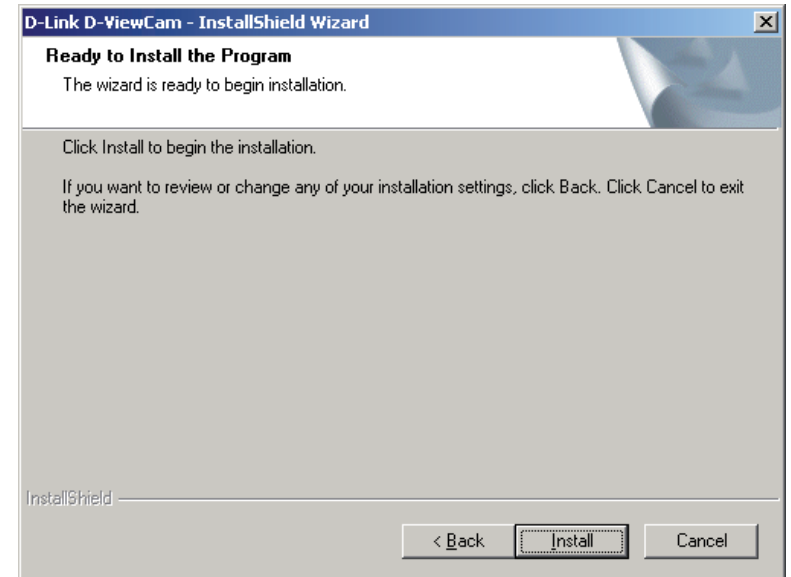 D-Link D-ViewCam - InstallShield Wizard
Ready to Install the Program
The wizard is ready to begin installation.
Click Install to begin the installation.
If you want to review or change any of your installation settings, click Back. Click Cancel to exit
the wizard.
InstallShield
< Back Install Cancel